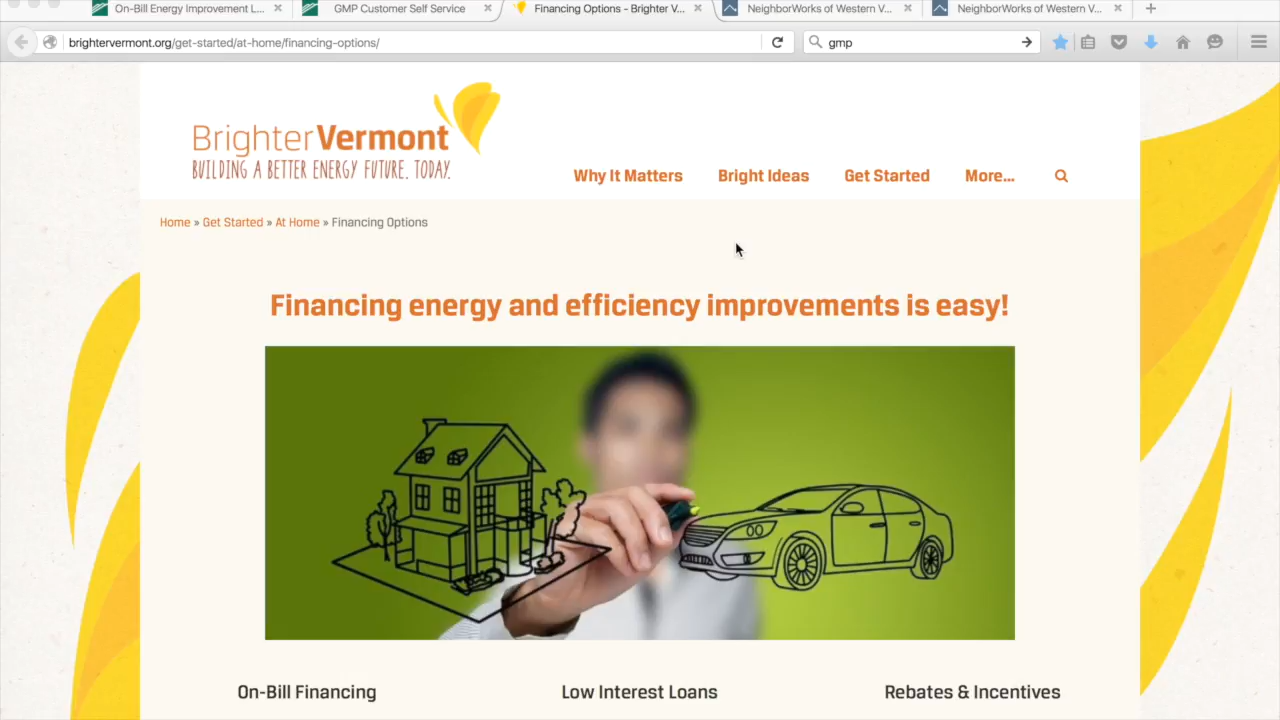 On-Bill Energy Improvement L...
GMP Customer Self Service
Financing Options - Brighter V...
NeighborWorks of Western V...
NeighborWorks of Western V...
brightervermont.org/get-started/at-home/financing-options/
gmp
BrighterVermont
BUILDING A BETTER ENERGY FUTURE. TODAY.
Why It Matters Bright Ideas Get Started More...
Home » Get Started » At Home » Financing Options
Financing energy and efficiency improvements is easy!
On-Bill Financing
Low Interest Loans
Rebates & Incentives